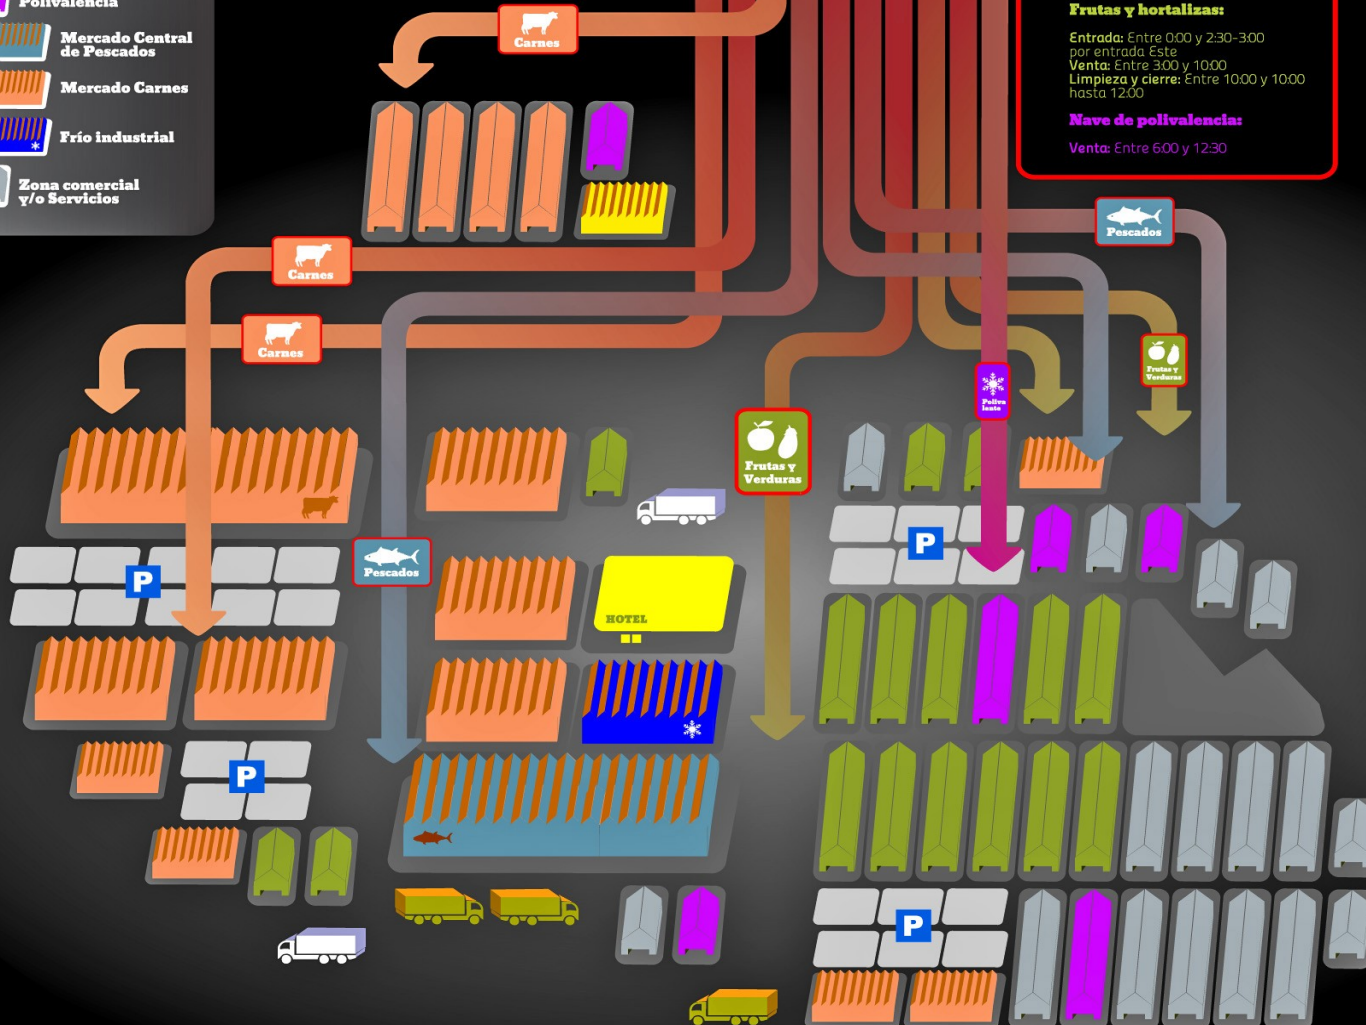 Polivalencia
Mercado Central
de Pescados
Mercado Carnes
Frío industrial
Zona comercial
y/o Servicios
Carnes
Frutas y hortalizas:
Entrada: Entre 0:00 y 2:30-3:00
por entrada Este
Venta: Entre 3:00 y 10:00
Limpieza y cierre: Entre 10:00 y 10:00
hasta 12:00
Nave de polivalencia:
Venta: Entre 6:00 y 12:30
Pescados
Carnes
Carnes
Frutas y
Verduras
Poliva
lente
Frutas y
Verduras
P
Pescados
P
HOTEL
P
P